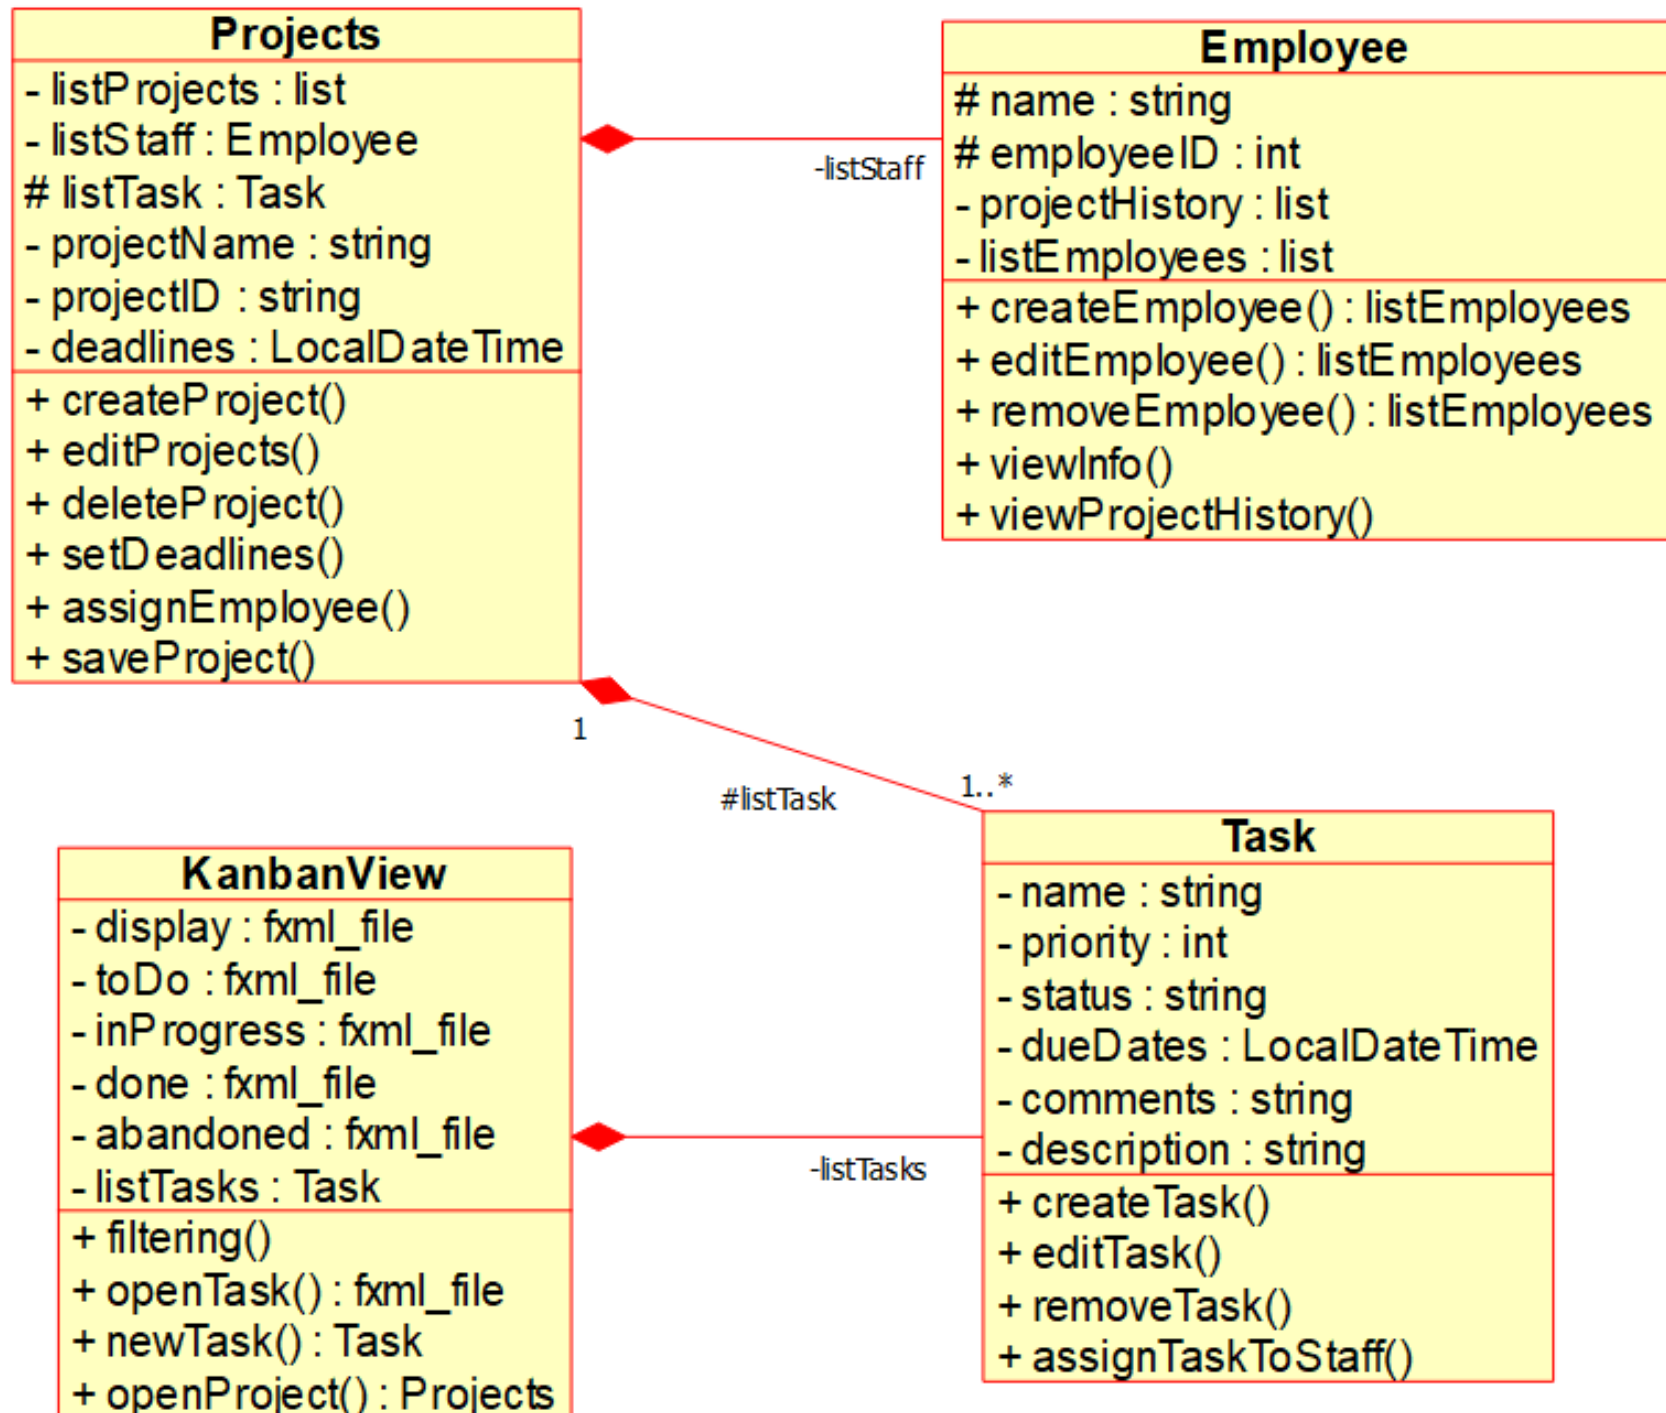 Projects
- listProjects : list
- listStaff : Employee
# listTask : Task
- projectName : string
- projectID : string
- deadlines : LocalDateTime
+ createProject()
+ editProjects()
+ deleteProject()
+ setDeadlines()
+ assignEmployee()
+ saveProject()
-listStaff
Employee
# name : string
# employeeID : int
- projectHistory : list
- listEmployees : list
+ createEmployee() : listEmployees
+ editEmployee() : listEmployees
+ removeEmployee() : listEmployees
+ viewInfo()
+ viewProjectHistory()
1
#listTask
1..*
KanbanView
- display : fxml_file
- toDo : fxml_file
- inProgress : fxml_file
- done : fxml_file
- abandoned : fxml_file
- listTasks : Task
+ filtering()
+ openTask() : fxml_file
+ newTask() : Task
+ openProject() : Projects
-listTasks
Task
- name : string
- priority : int
- status : string
- dueDates : LocalDateTime
- comments : string
- description : string
+ createTask()
+ editTask()
+ removeTask()
+ assignTaskToStaff()